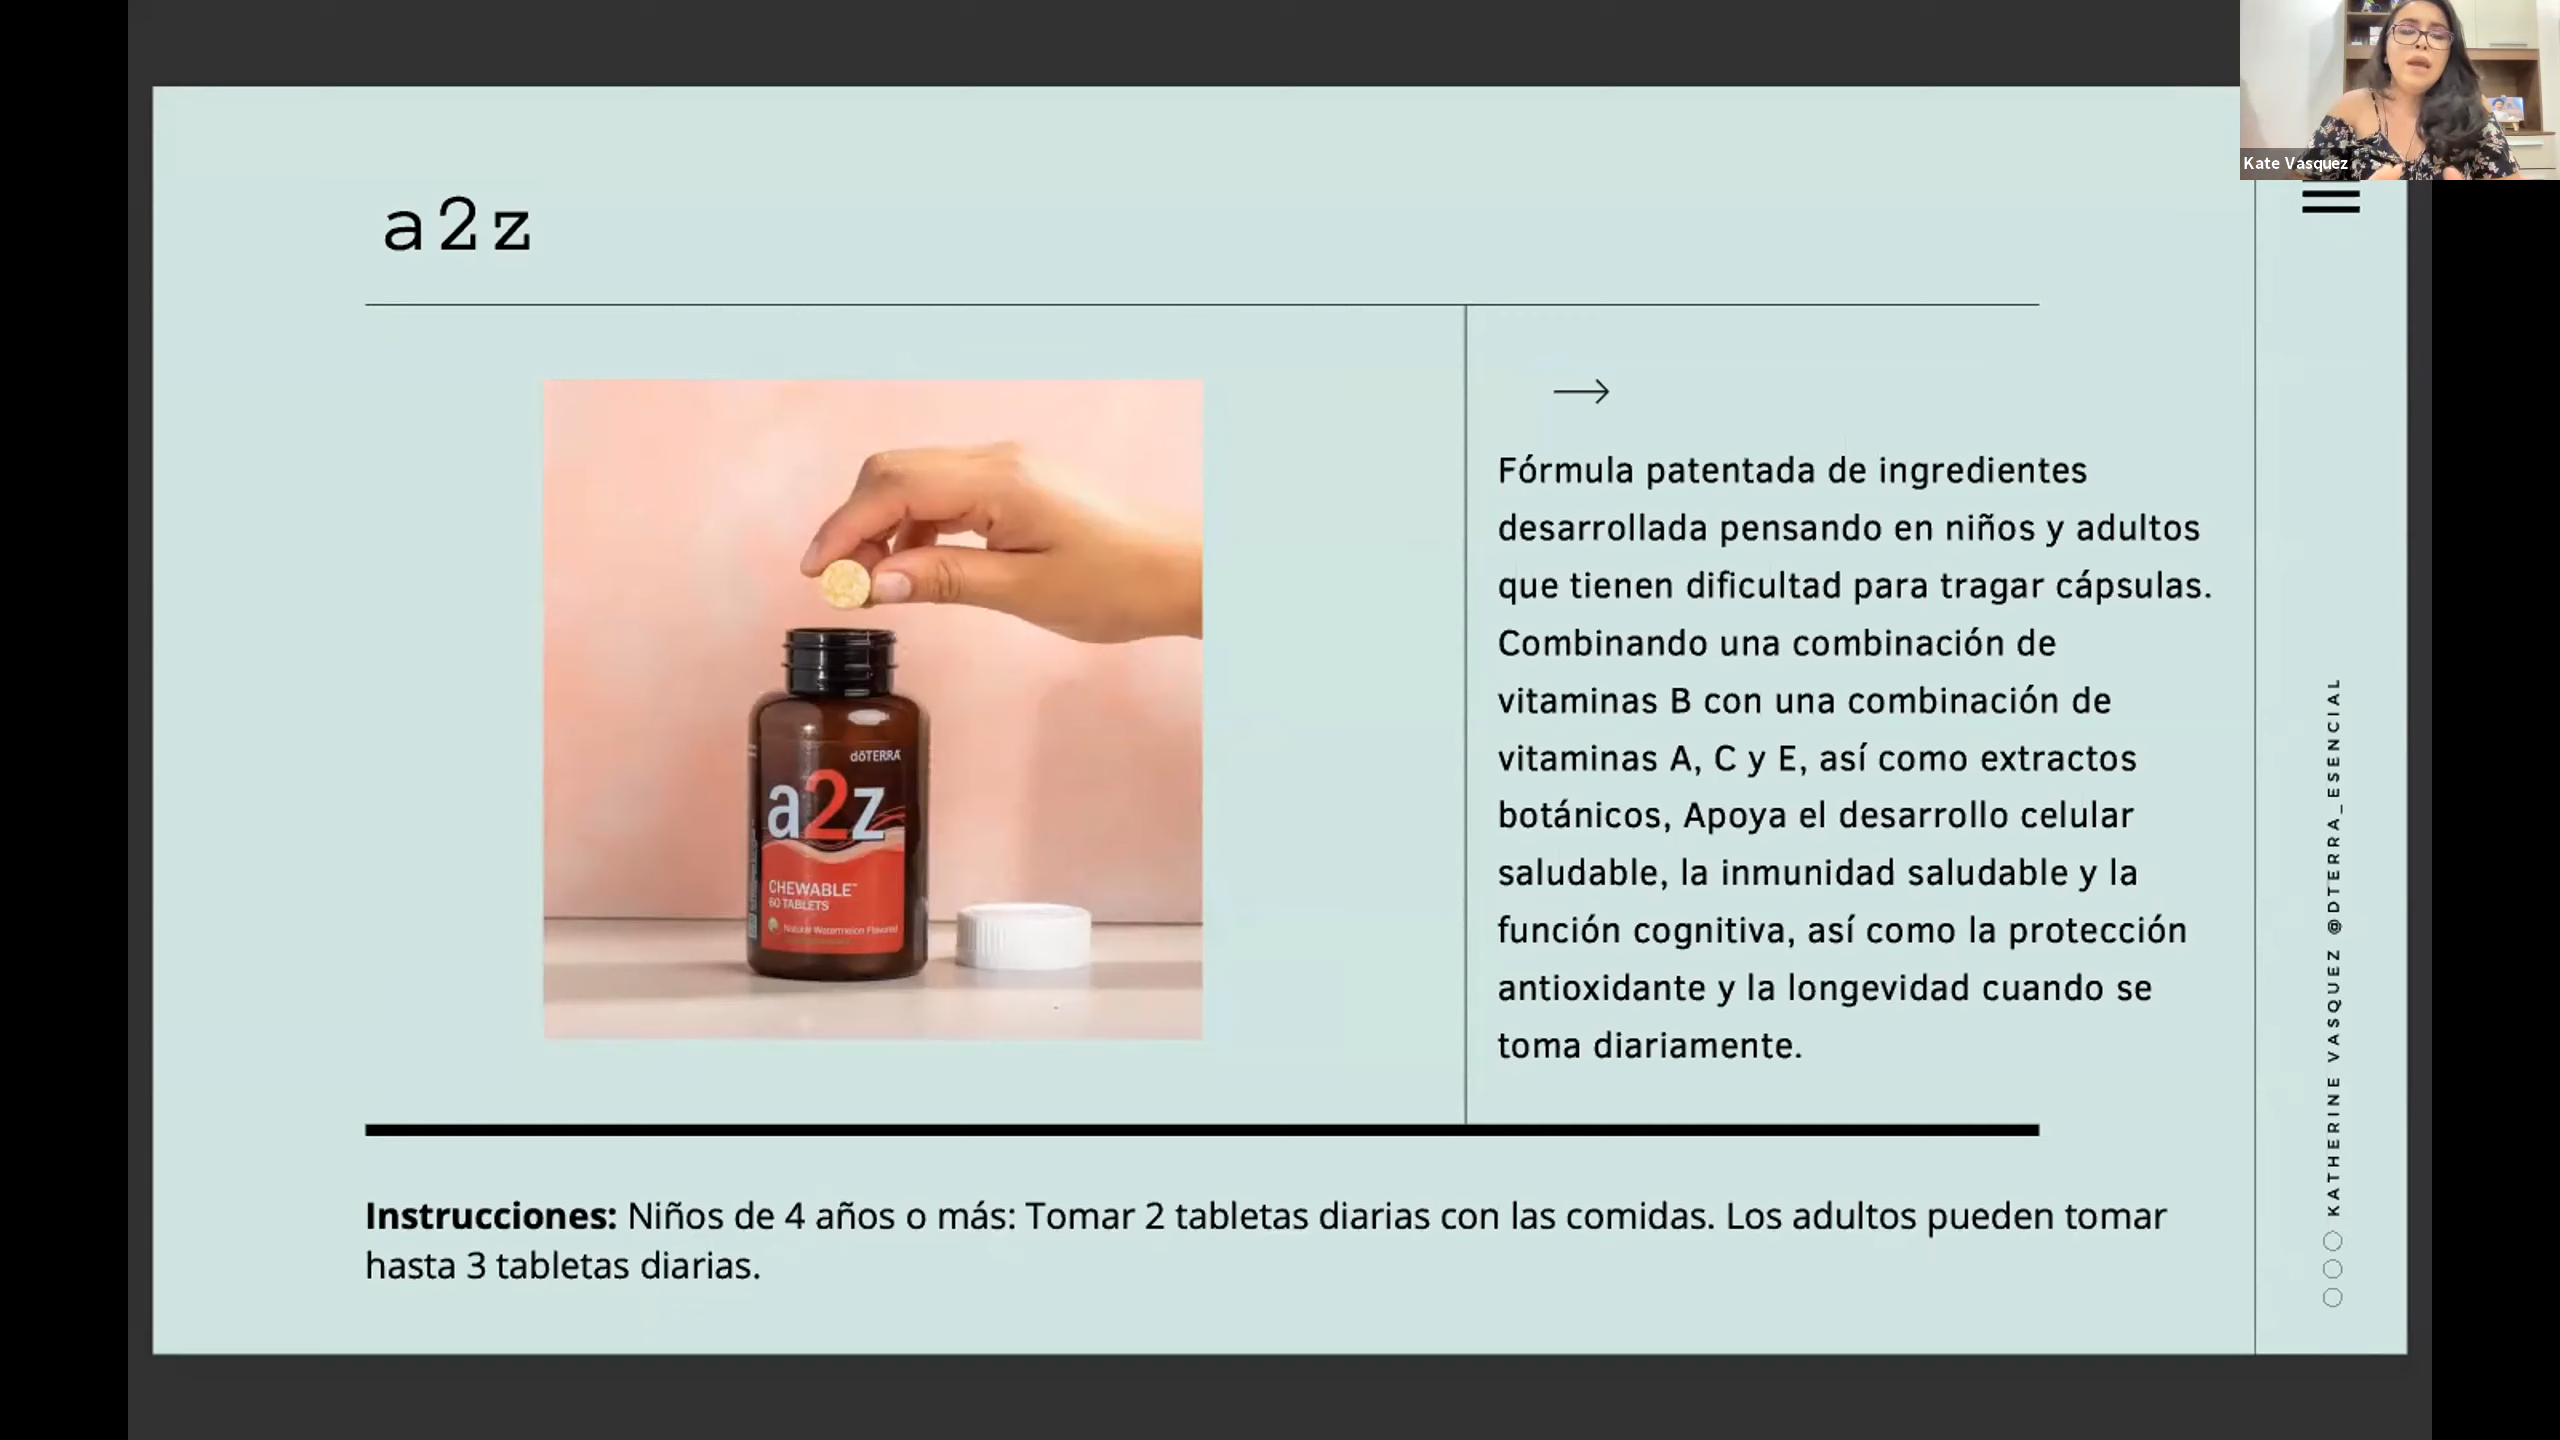 Kate Vasquez
a2z
Fórmula patentada de ingredientes
desarrollada pensando en niños y adultos
que tienen dificultad para tragar cápsulas.
Combinando una combinación de
vitaminas B con una combinación de
vitaminas A, C y E, así como extractos
botánicos, Apoya el desarrollo celular
saludable, la inmunidad saludable y la
función cognitiva, así como la protección
antioxidante y la longevidad cuando se
toma diariamente.
dōTERRA
a2z
CHEWABLE™
60 TABLETS
Natural Watermelon Flavored
Instrucciones: Niños de 4 años o más: Tomar 2 tabletas diarias con las comidas. Los adultos pueden tomar
hasta 3 tabletas diarias.
KATHERINE VASQUEZ @DTERRA_ESENCIAL